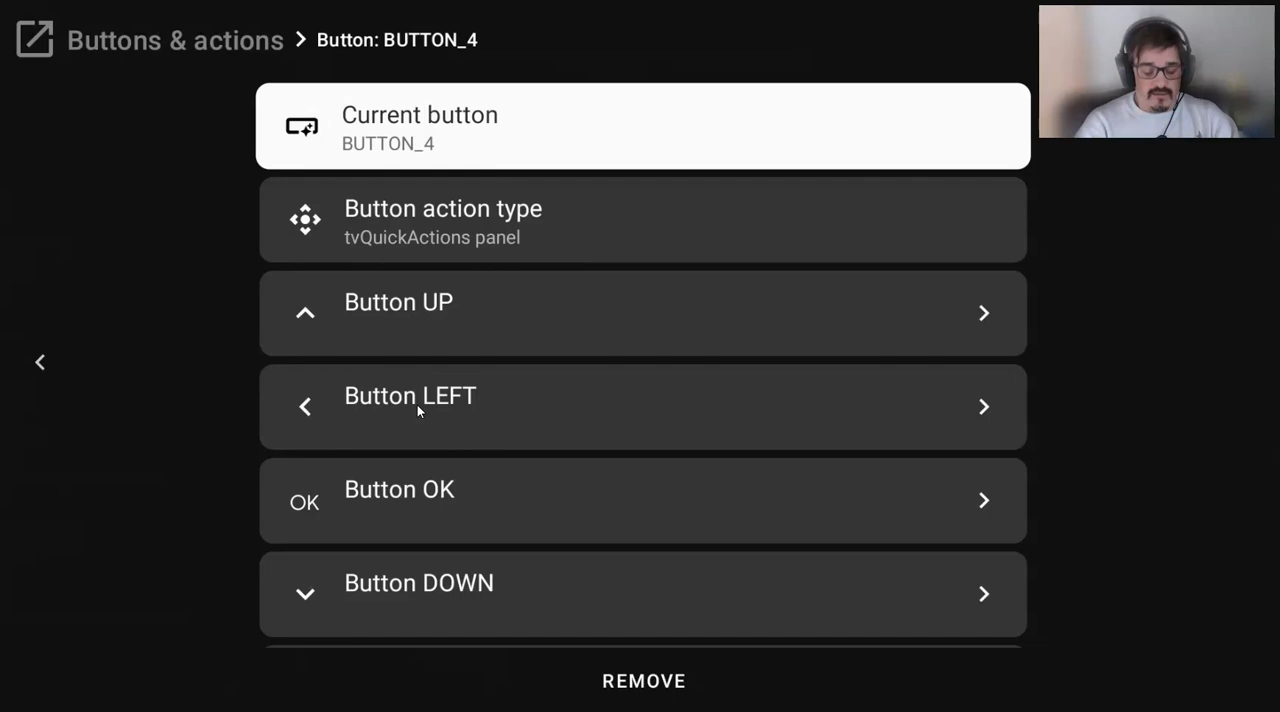 Buttons & actions > Button: BUTTON_4
Current button
BUTTON_4
Button action type
tvQuickActions panel
Button UP
Button LEFT
OK Button OK
Button DOWN
REMOVE